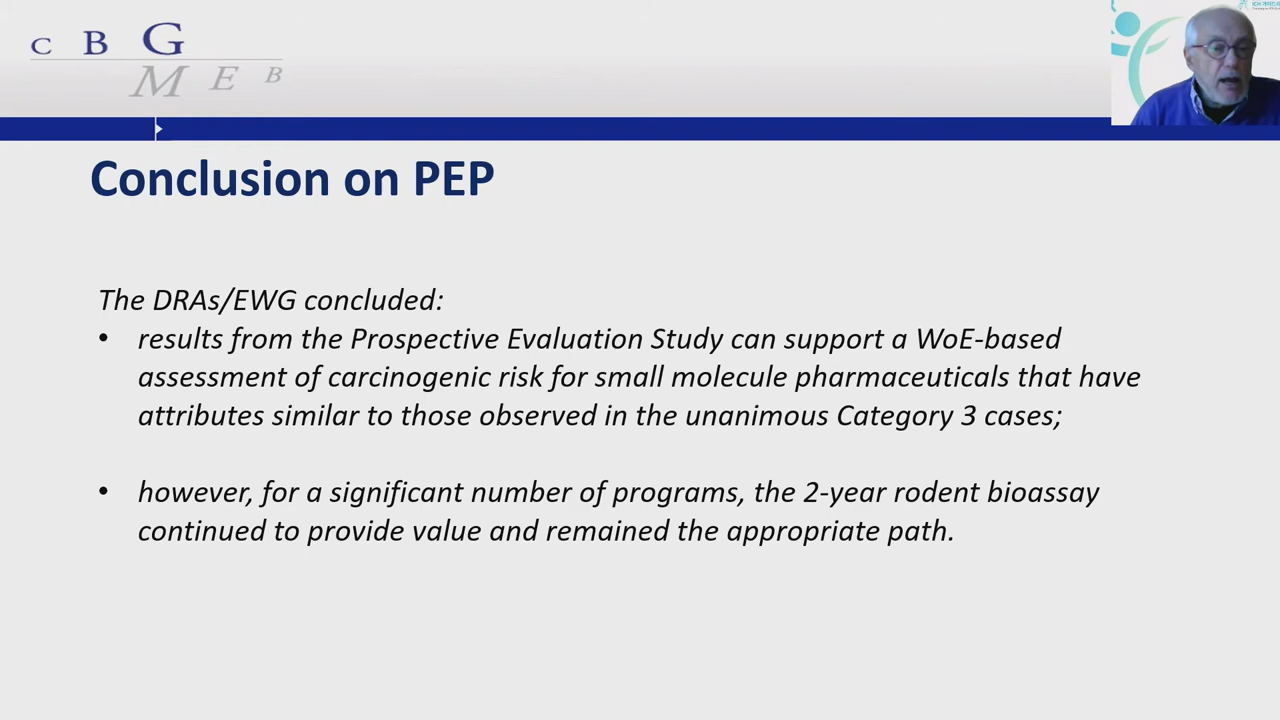 C B G
M E B
Conclusion on PEP
The DRAs/EWG concluded:
• results from the Prospective Evaluation Study can support a WoE-based
assessment of carcinogenic risk for small molecule pharmaceuticals that have
attributes similar to those observed in the unanimous Category 3 cases;
• however, for a significant number of programs, the 2-year rodent bioassay
continued to provide value and remained the appropriate path.